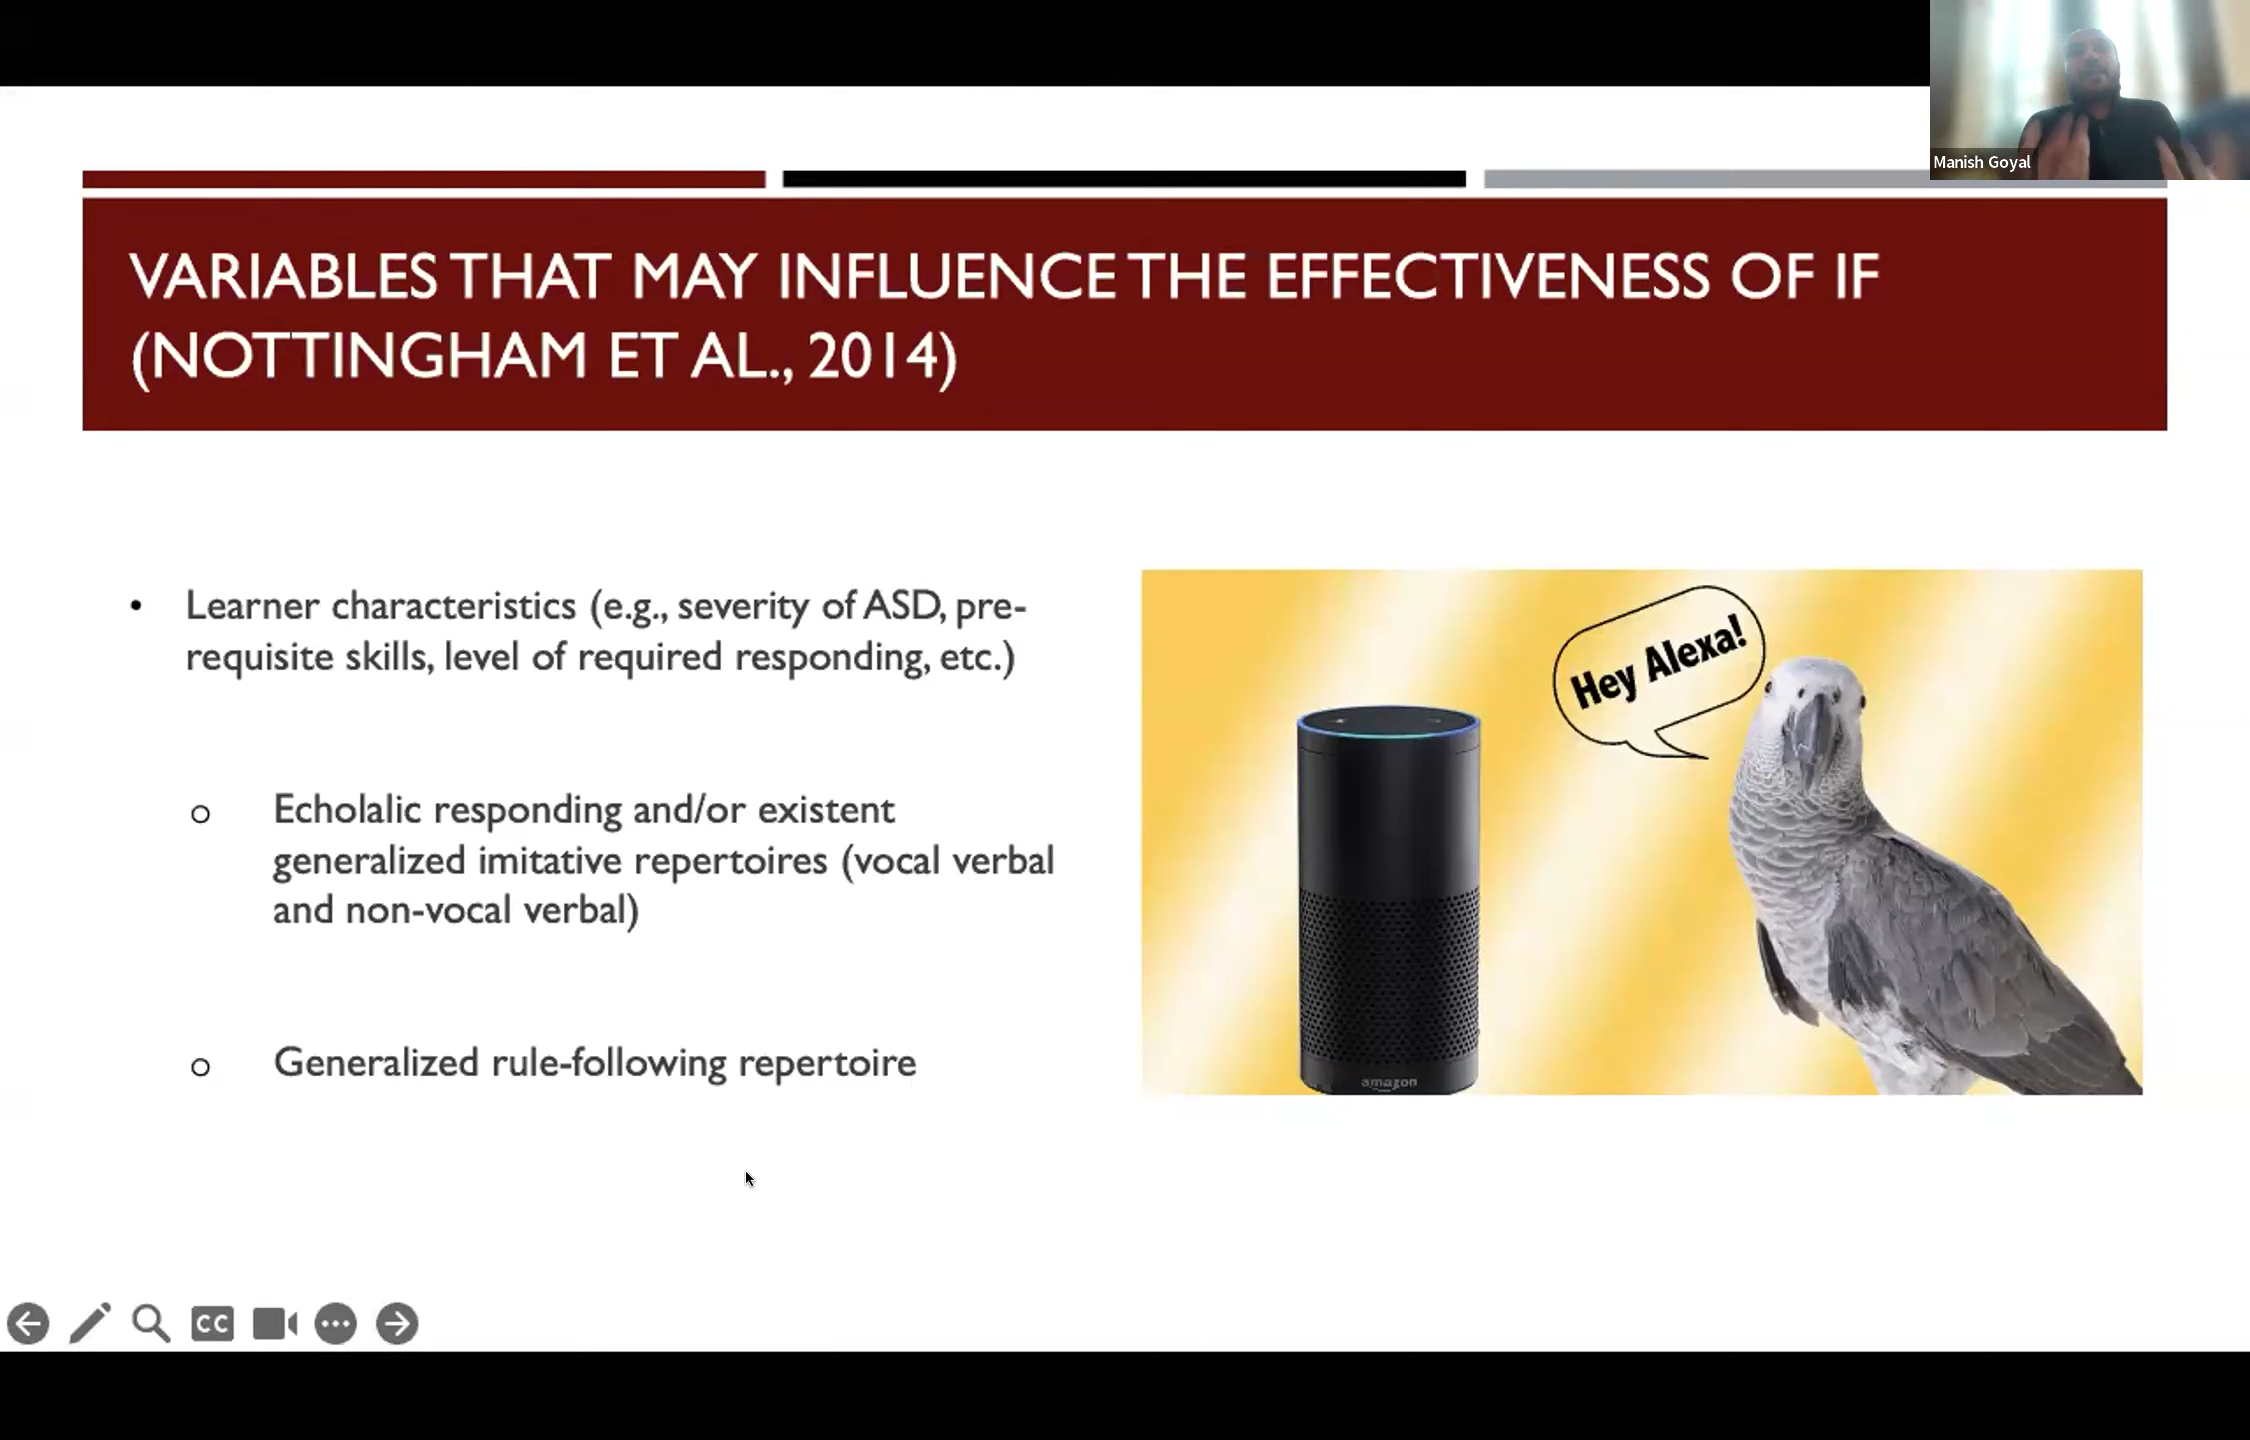 Manish Goyal
VARIABLES THAT MAY INFLUENCE THE EFFECTIVENESS OF IF
(NOTTINGHAM ET AL., 2014)
• Learner characteristics (e.g., severity of ASD, pre-
requisite skills, level of required responding, etc.)
o Echolalic responding and/or existent
generalized imitative repertoires (vocal verbal
and non-vocal verbal)
o Generalized rule-following repertoire
Hey Alexa!
amazon
CC